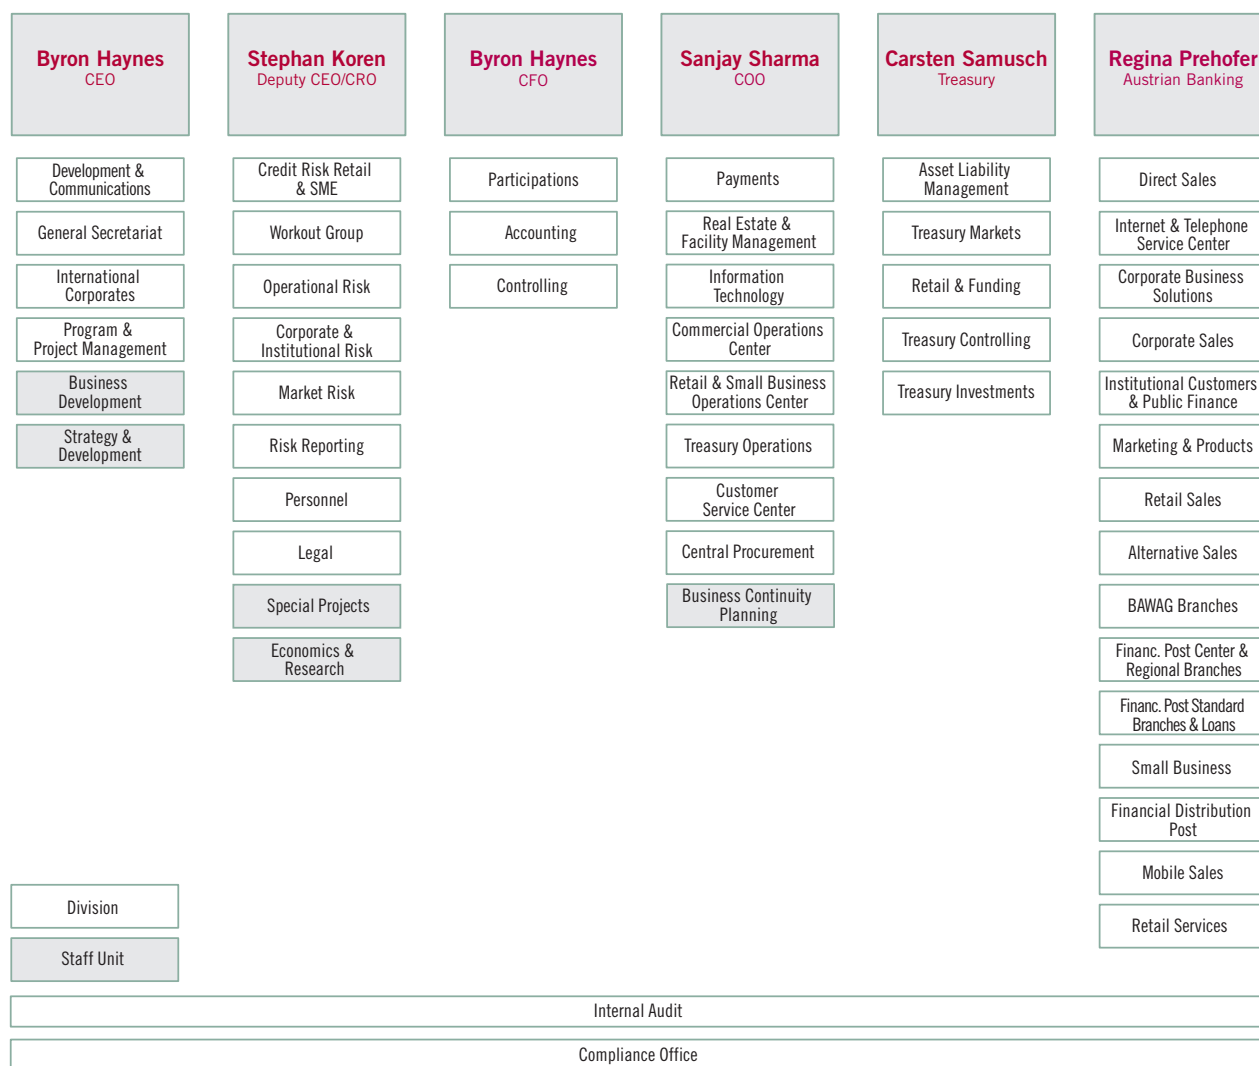 Byron Haynes
CEO
Development &
Communications
General Secretariat
International
Corporates
Program &
Project Management
Business
Development
Strategy &
Development
Stephan Koren
Deputy CEO/CRO
Credit Risk Retail
& SME
Workout Group
Operational Risk
Corporate &
Institutional Risk
Market Risk
Risk Reporting
Personnel
Legal
Special Projects
Economics &
Research
Byron Haynes
CFO
Participations
Accounting
Controlling
Sanjay Sharma
COO
Payments
Real Estate &
Facility Management
Information
Technology
Commercial Operations
Center
Retail & Small Business
Operations Center
Treasury Operations
Customer
Service Center
Central Procurement
Business Continuity
Planning
Carsten Samusch
Treasury
Asset Liability
Management
Treasury Markets
Retail & Funding
Treasury Controlling
Treasury Investments
Regina Prehofer
Austrian Banking
Direct Sales
Internet & Telephone
Service Center
Corporate Business
Solutions
Corporate Sales
Institutional Customers
& Public Finance
Marketing & Products
Retail Sales
Alternative Sales
BAWAG Branches
Financ. Post Center &
Regional Branches
Financ. Post Standard
Branches & Loans
Small Business
Financial Distribution
Post
Mobile Sales
Retail Services
Division
Staff Unit
Internal Audit
Compliance Office